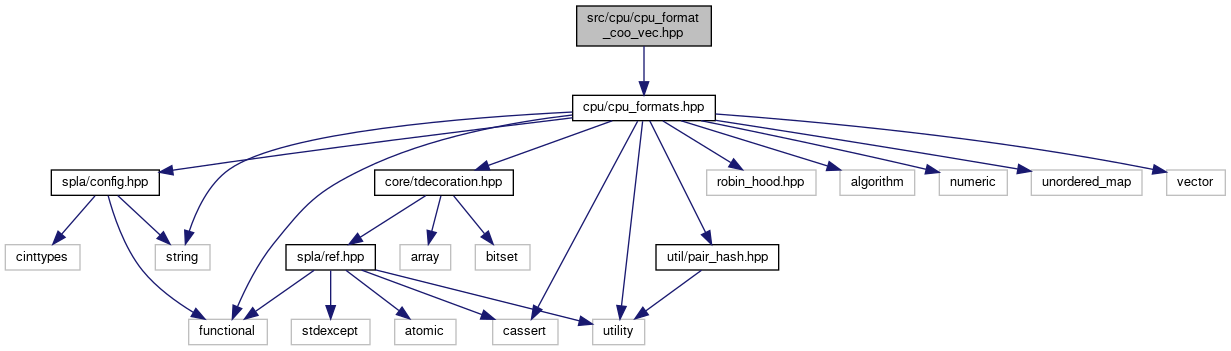 src/cpu/cpu_format
_coo_vec.hpp
cpu/cpu_formats.hpp
spla/config.hpp
core/tdecoration.hpp
robin_hood.hpp
algorithm
numeric
unordered_map
vector
cinttypes
string
spla/ref.hpp
array
bitset
util/pair_hash.hpp
functional
stdexcept
atomic
cassert
utility